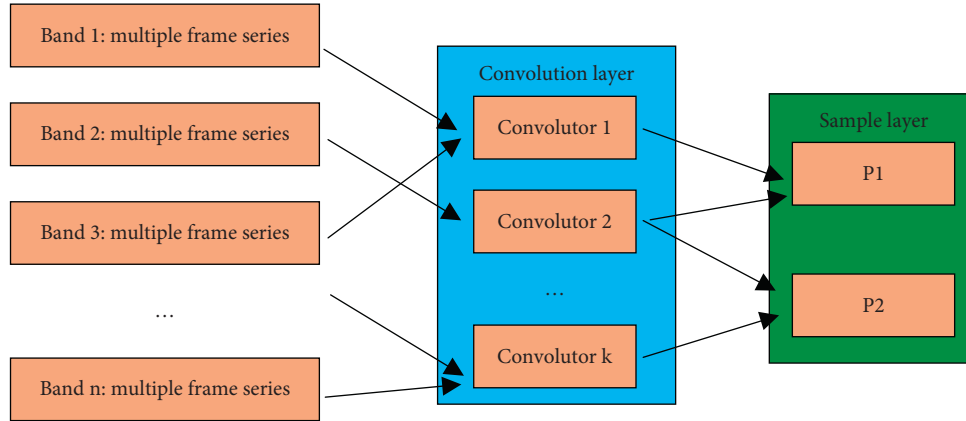 Band 1: multiple frame series
Band 2: multiple frame series
Band 3: multiple frame series
...
Band n: multiple frame series
Convolution layer
Convolutor 1
Convolutor 2
...
Convolutor k
Sample layer
P1
P2